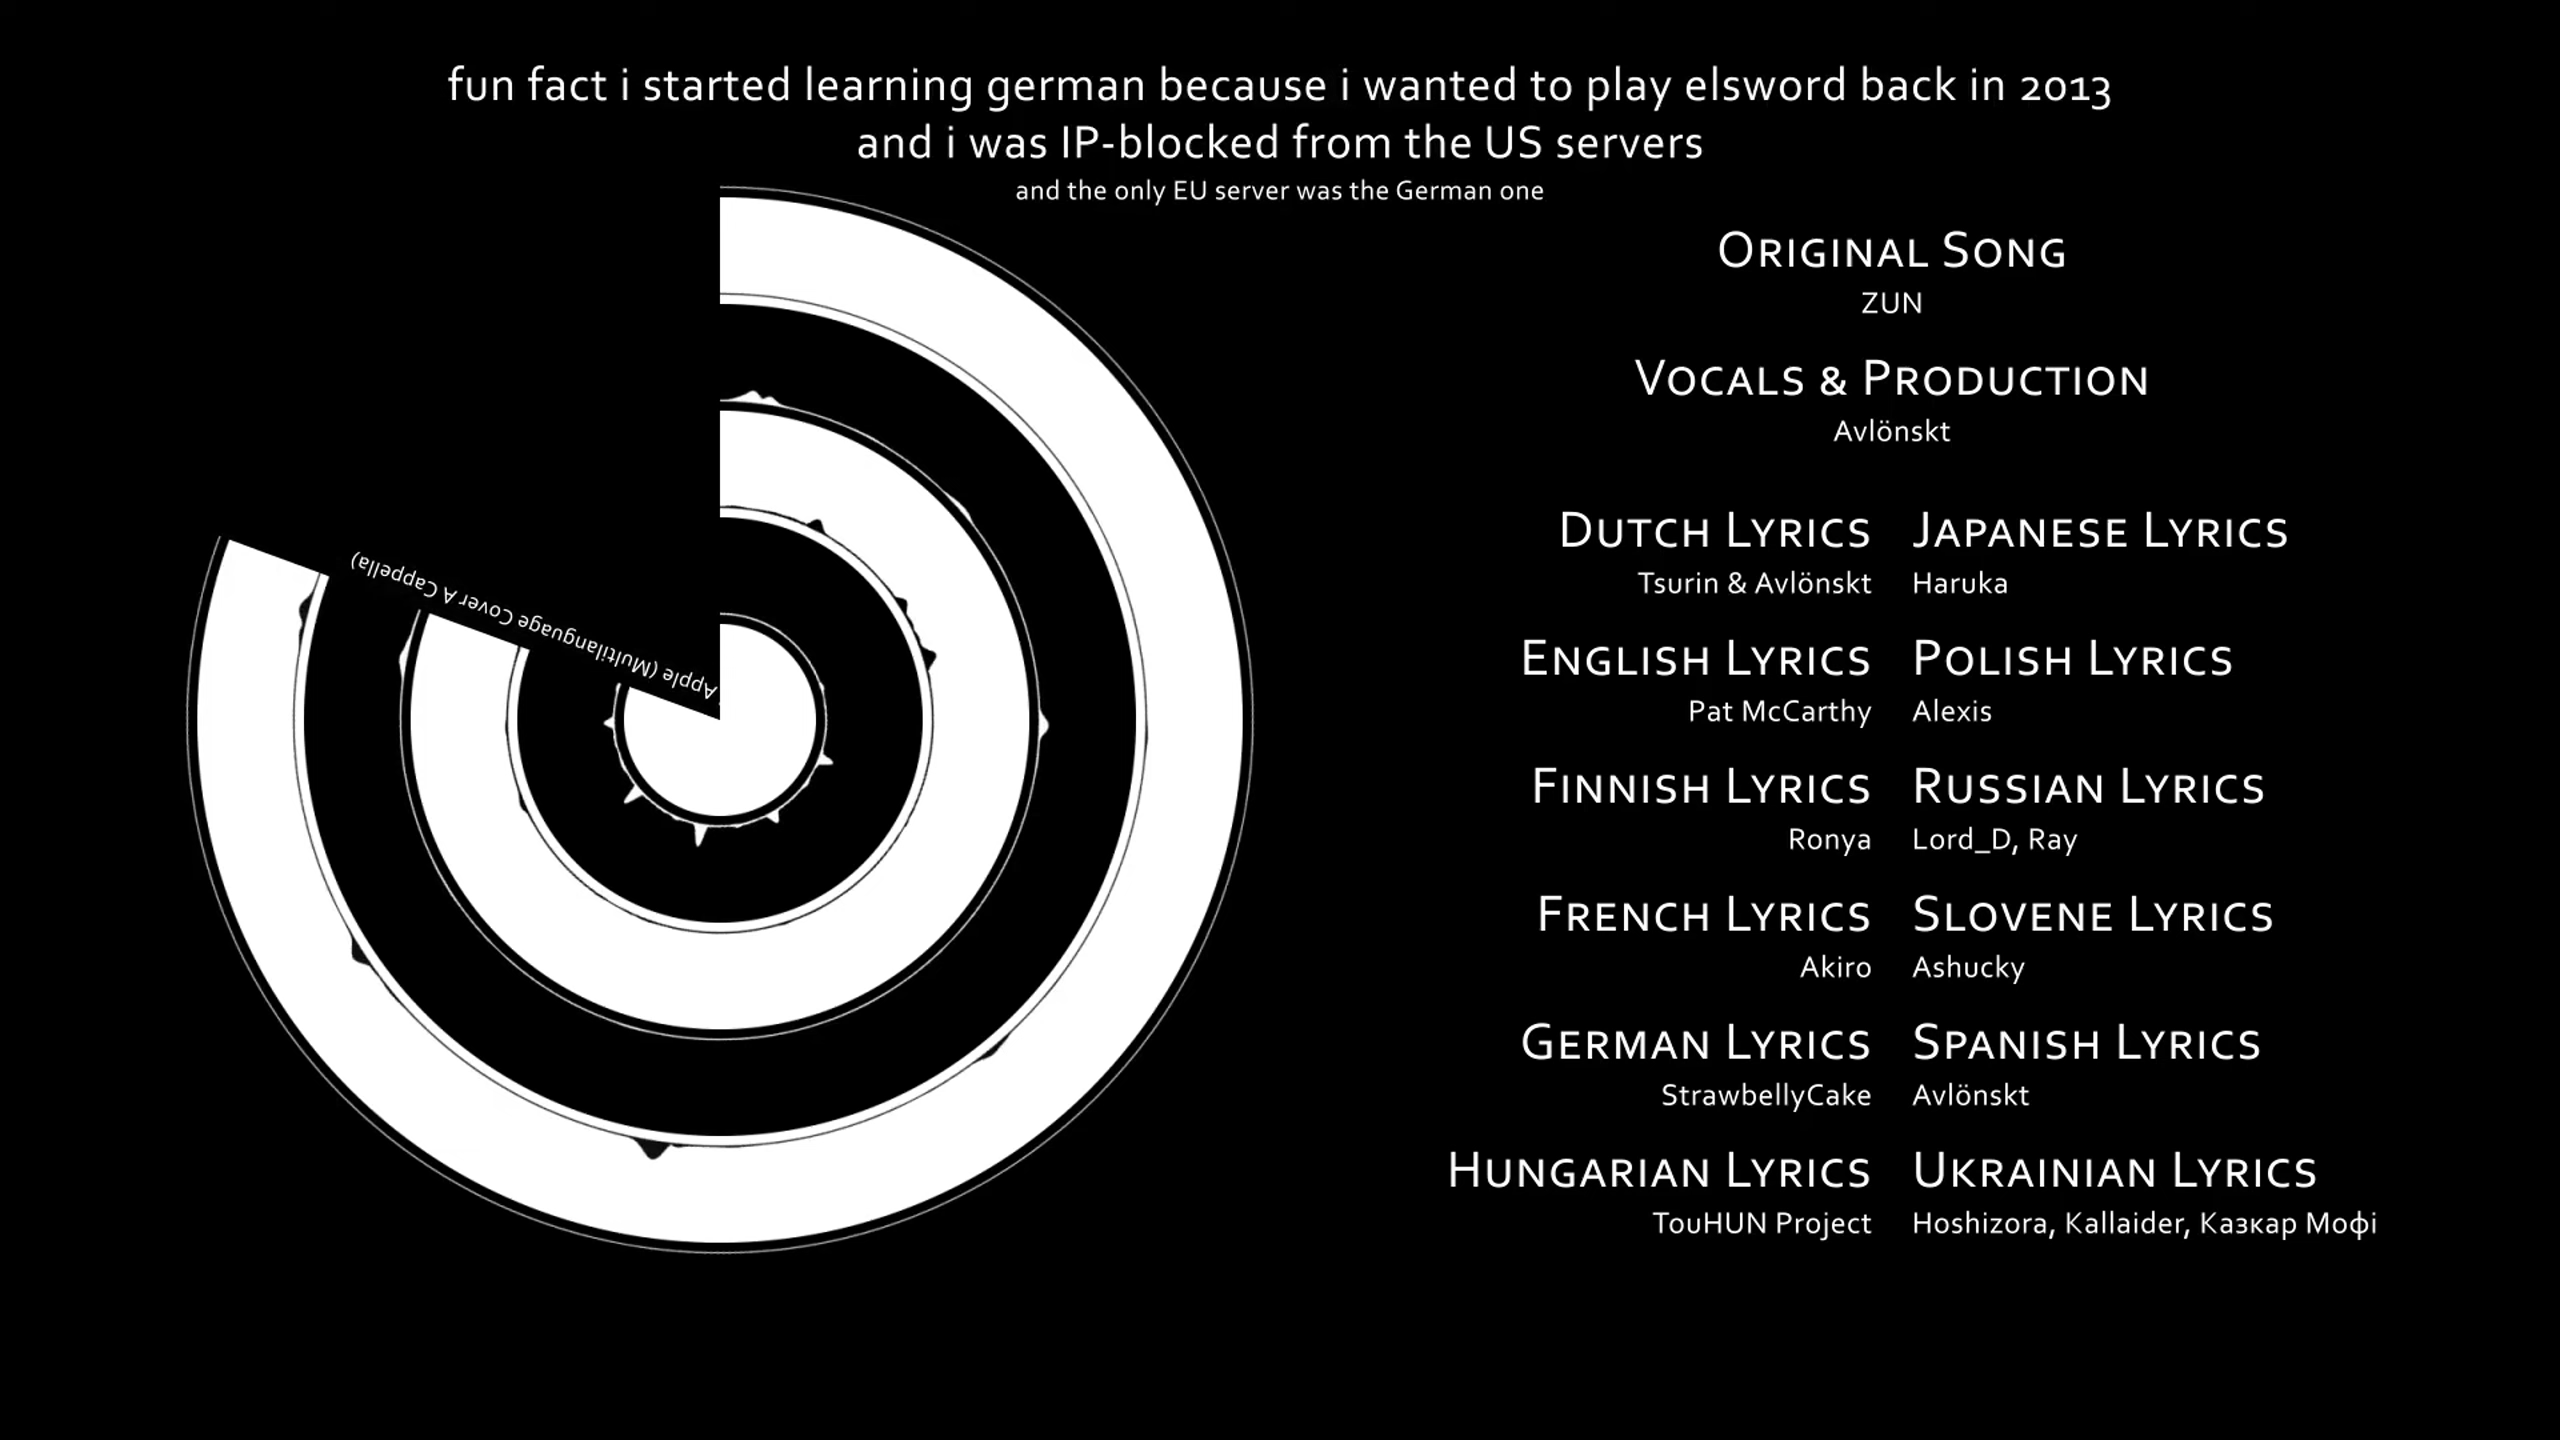 fun fact i started learning german because i wanted to play elsword back in 2013
and i was IP-blocked from the US servers
and the only EU server was the German one
Apple (Multilanguage Cover A Cappella)
Original Song
ZUN
Vocals & Production
Avlönskt
Dutch Lyrics
Tsurin & Avlönskt
English Lyrics
Pat McCarthy
Finnish Lyrics
Ronya
French Lyrics
Akiro
German Lyrics
StrawbellyCake
Hungarian Lyrics
TouHUN Project
Japanese Lyrics
Haruka
Polish Lyrics
Alexis
Russian Lyrics
Lord_D, Ray
Slovene Lyrics
Ashucky
Spanish Lyrics
Avlönskt
Ukrainian Lyrics
Hoshizora, Kallaider, Казкар Мофі